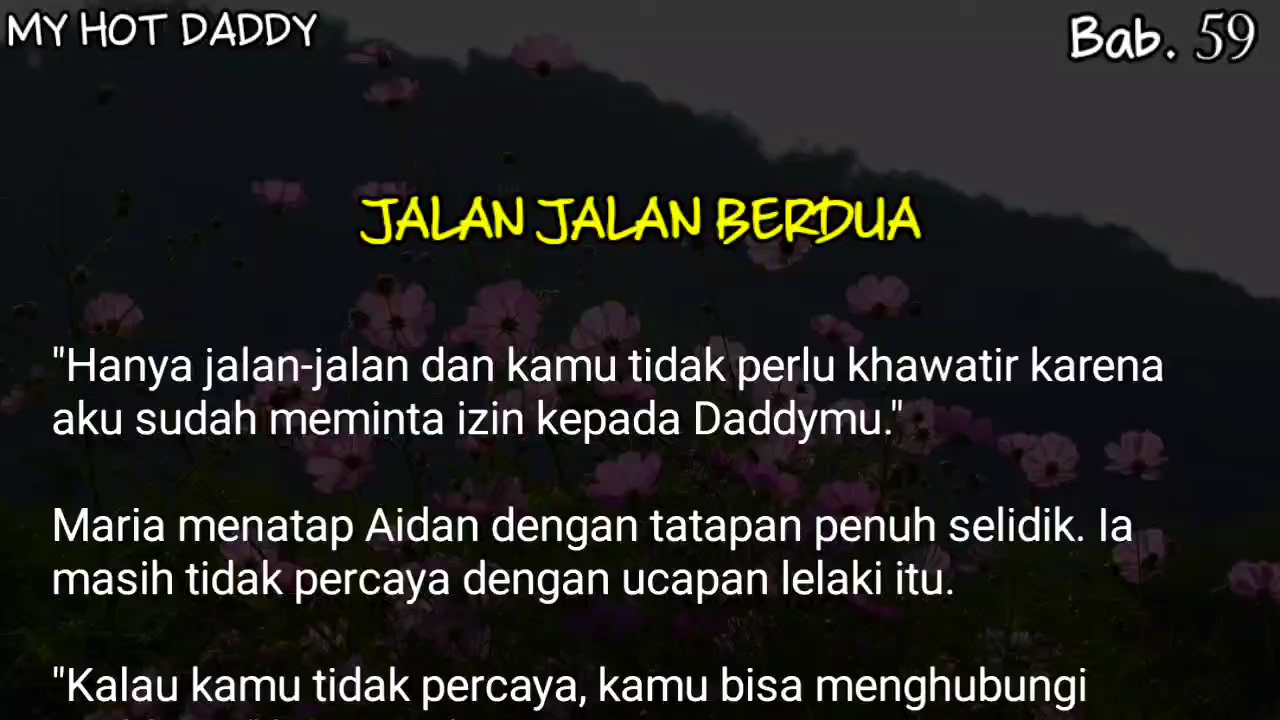 MY HOT DADDY
Bab. 59
JALAN JALAN BERDUA
"Hanya jalan-jalan dan kamu tidak perlu khawatir karena
aku sudah meminta izin kepada Daddymu."
Maria menatap Aidan dengan tatapan penuh selidik. Ia
masih tidak percaya dengan ucapan lelaki itu.
"Kalau kamu tidak percaya, kamu bisa menghubungi